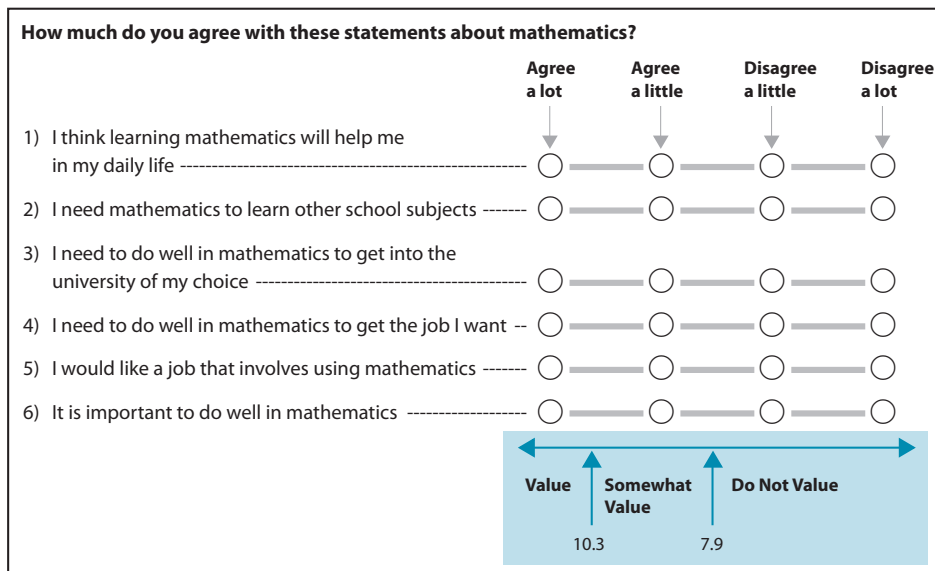 How much do you agree with these statements about mathematics?
Agree a lot
Agree a little
Disagree a little
Disagree a lot
1) I think learning mathematics will help me
in my daily life
2) I need mathematics to learn other school subjects
3) I need to do well in mathematics to get into the
university of my choice
4) I need to do well in mathematics to get the job I want
5) I would like a job that involves using mathematics
6) It is important to do well in mathematics
Value
Somewhat Value
Do Not Value
10.3
7.9